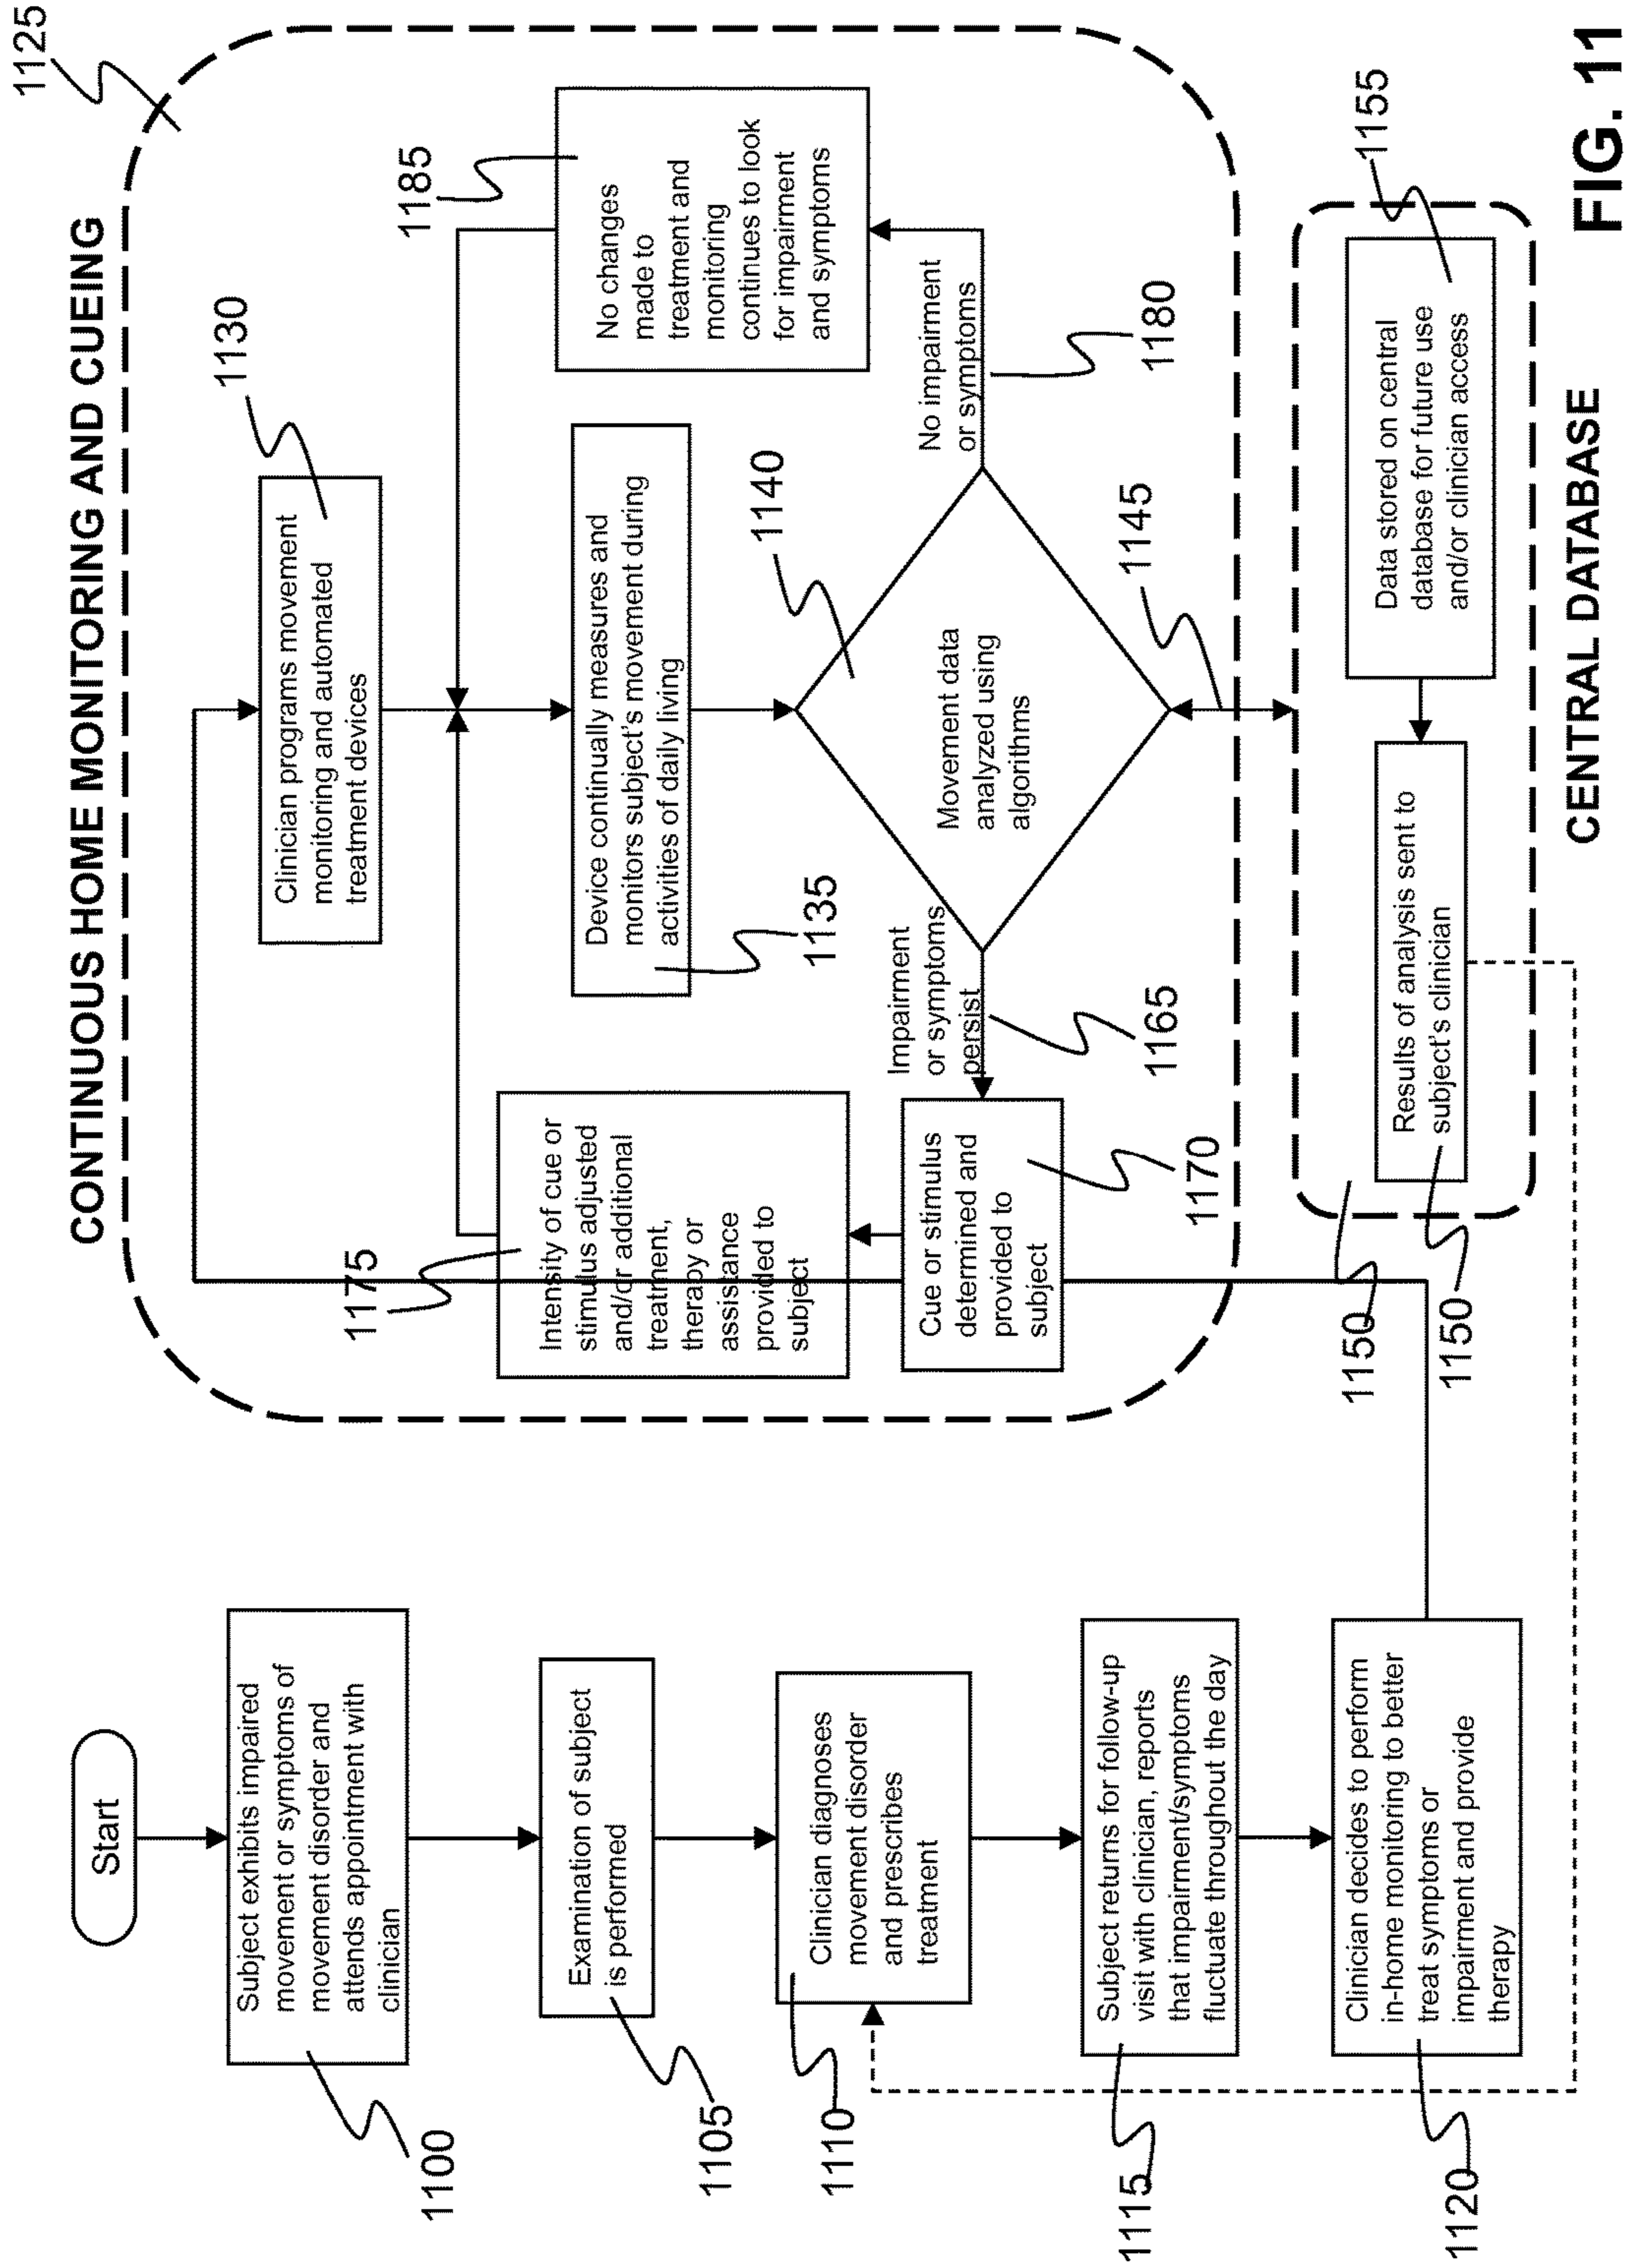 Start
Subject exhibits impaired
movement or symptoms of
movement disorder and
attends appointment with
clinician
1100
Examination of subject
is performed
1105
Clinician diagnoses
movement disorder
and prescribes
treatment
1110
Subject returns for follow-up
visit with clinician, reports
that impairment/symptoms
fluctuate throughout the day
1115
Clinician decides to perform
in-home monitoring to better
treat symptoms or
impairment and provide
therapy
1120
CONTINUOUS HOME MONITORING AND CUEING
1125
Clinician programs movement
monitoring and automated
treatment devices
1130
Device continually measures and
monitors subject's movement during
activities of daily living
1135
Movement data
analyzed using
algorithms
1140
1145
Impairment
or symptoms
persist
1165
Cue or stimulus
determined and
provided to
subject
1170
Intensity of cue or
stimulus adjusted
and/or additional
treatment,
therapy or
assistance
provided to
subject
1175
No impairment
or symptoms
1180
No changes
made to
treatment and
monitoring
continues to look
for impairment
and symptoms
1185
Results of analysis sent to
subject's clinician
1150
1150
Data stored on central
database for future use
and/or clinician access
1155
CENTRAL DATABASE
FIG. 11